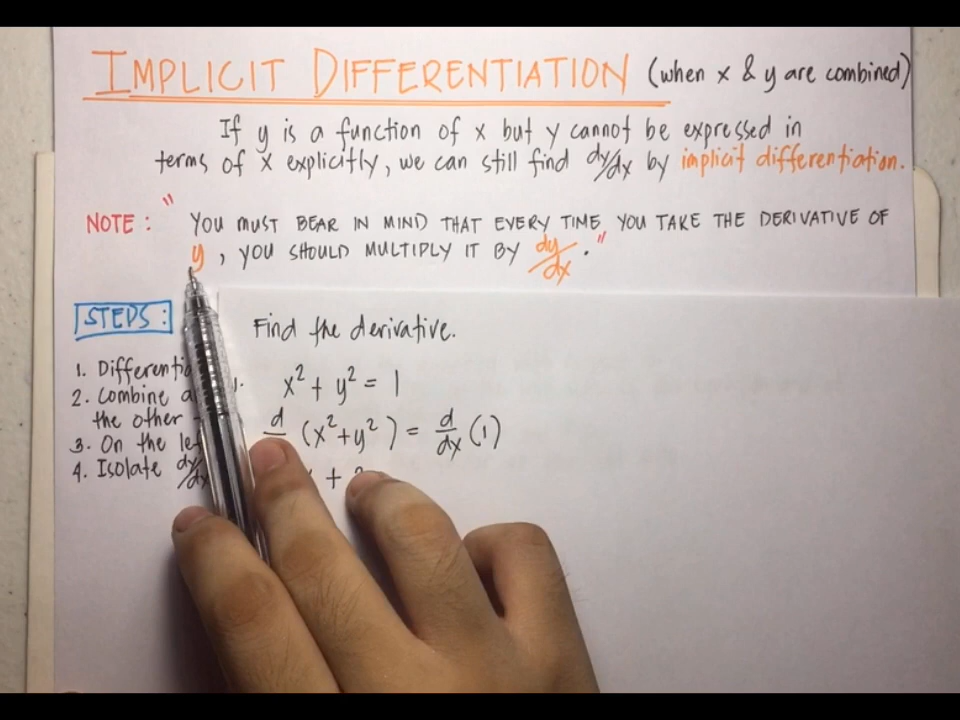 IMPLICIT DIFFERENTIATION (when x & y are combined)
If y is a function of x but y cannot be expressed in
terms of x explicitly, we can still find dy/dx by implicit differentiation.
NOTE: "YOU MUST BEAR IN MIND THAT EVERY TIME YOU TAKE THE DERIVATIVE OF
y, YOU SHOULD MULTIPLY IT BY dy/dx."
STEPS:
1. Differentia
2. Combine a
the other
3. On the le
4. Isolate dy/dx
Find the derivative.
1. x² + y² = 1
d (x² + y²) = d/dx (1)
+